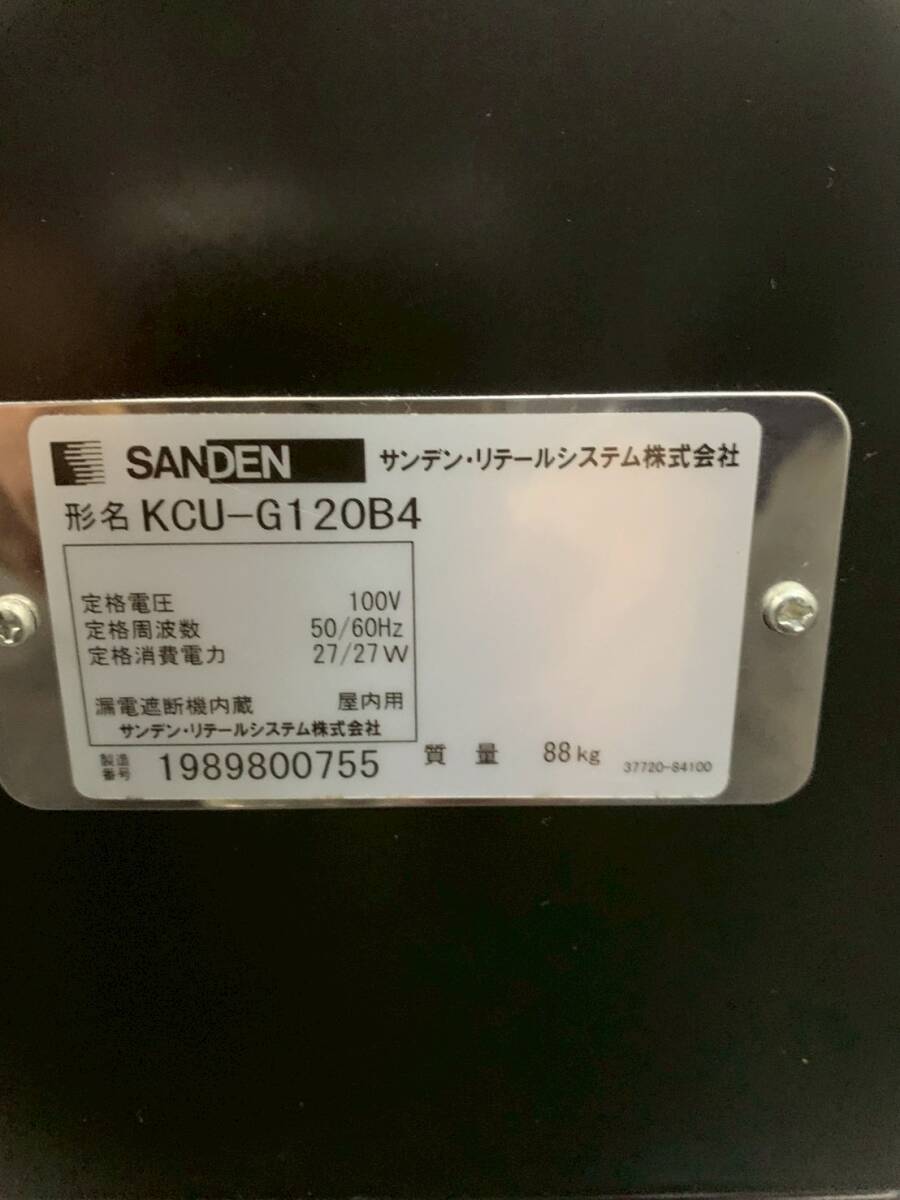 SANDEN サンデン・リテールシステム株式会社
形名 KCU-G120B4
定格電圧 100V
定格周波数 50/60Hz
定格消費電力 27/27W
漏電遮断機内蔵 屋内用
サンデン・リテールシステム株式会社
製造番号 1989800755 質量 88kg 37720-84100